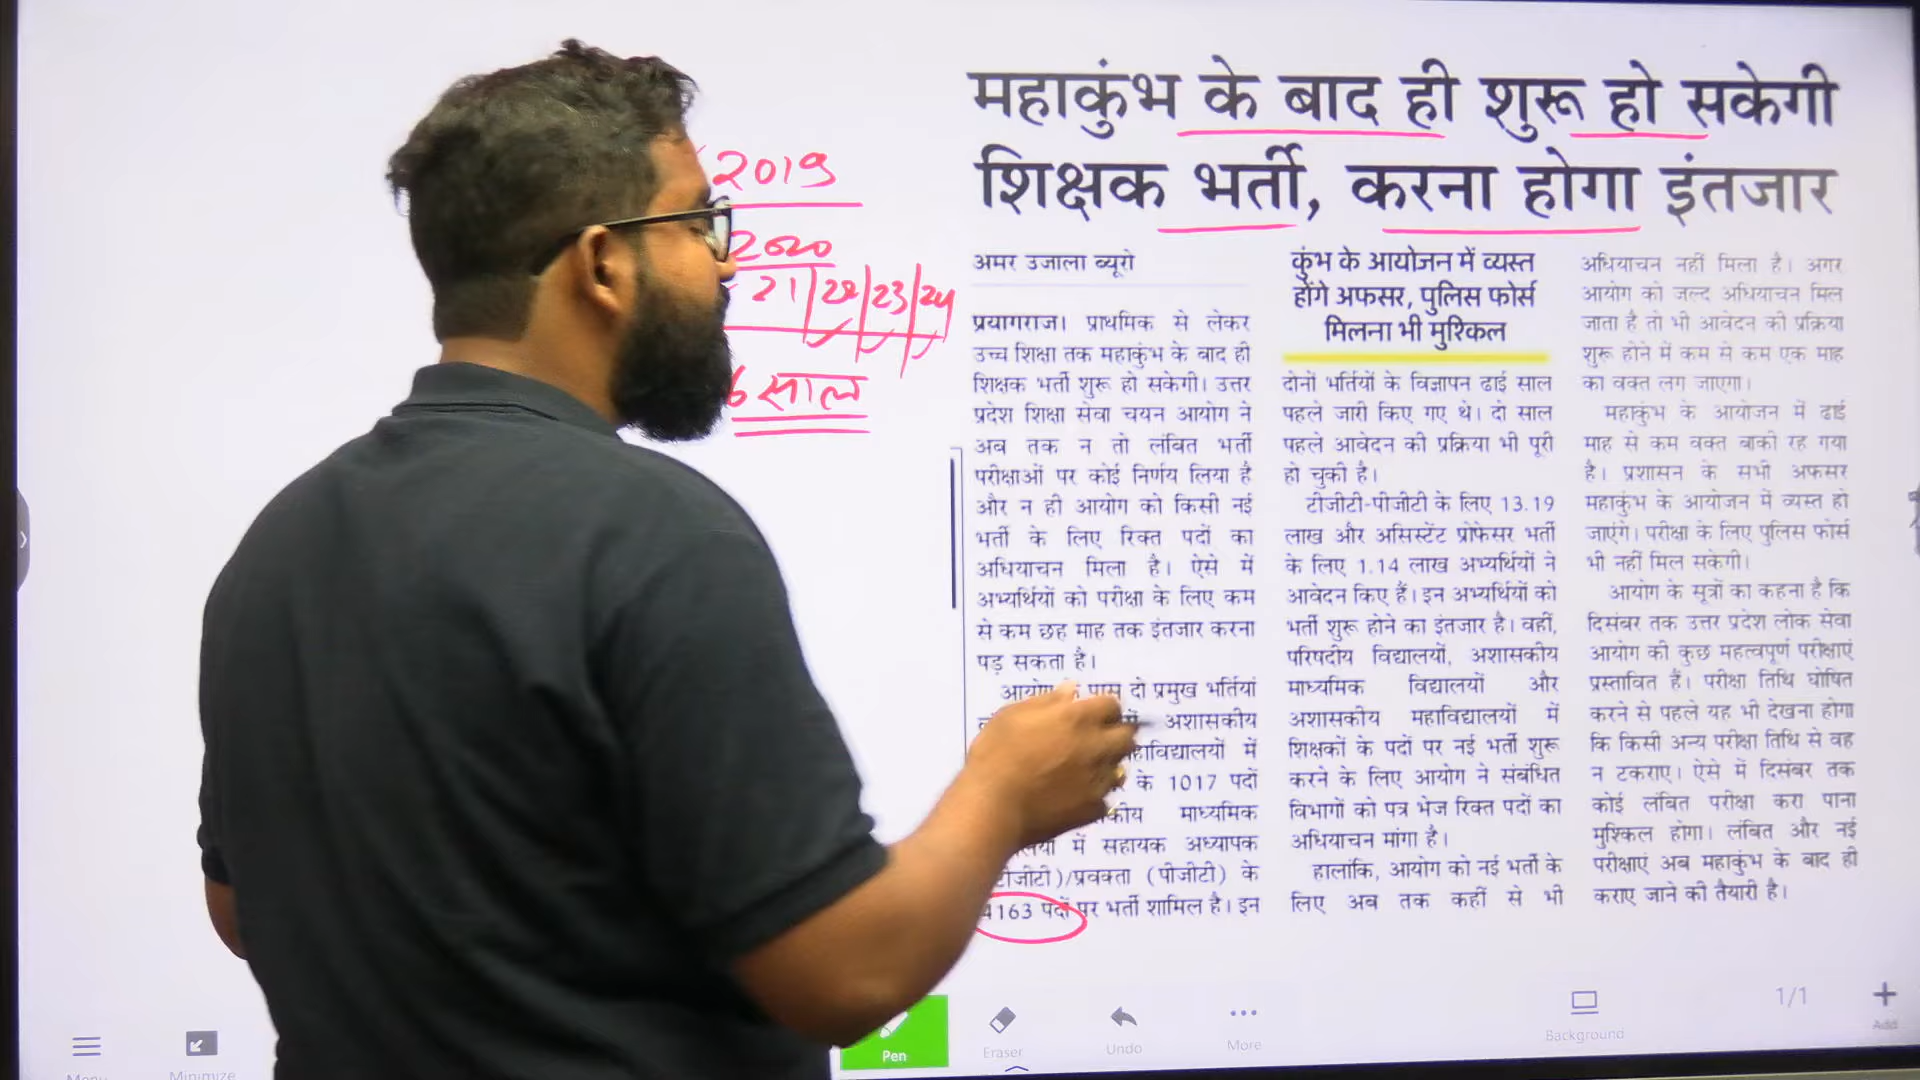 महाकुंभ के बाद ही शुरू हो सकेगी
शिक्षक भर्ती, करना होगा इंतजार
2019
2020
21 22 23 24
6 साल
अमर उजाला ब्यूरो
प्रयागराज। प्राथमिक से लेकर
उच्च शिक्षा तक महाकुंभ के बाद ही
शिक्षक भर्ती शुरू हो सकेगी। उत्तर
प्रदेश शिक्षा सेवा चयन आयोग ने
अब तक न तो लंबित भर्ती
परीक्षाओं पर कोई निर्णय लिया है
और न ही आयोग को किसी नई
भर्ती के लिए रिक्त पदों का
अधियाचन मिला है। ऐसे में
अभ्यर्थियों को परीक्षा के लिए कम
से कम छह माह तक इंतजार करना
पड़ सकता है।
आयोग पास दो प्रमुख भर्तियां
में अशासकीय
में
के 1017 पदों
माध्यमिक
में सहायक अध्यापक
(टीजीटी)/प्रवक्ता (पीजीटी) के
4163 पदों पर भर्ती शामिल है। इन
कुंभ के आयोजन में व्यस्त
होंगे अफसर, पुलिस फोर्स
मिलना भी मुश्किल
दोनों भर्तियों के विज्ञापन ढाई साल
पहले जारी किए गए थे। दो साल
पहले आवेदन की प्रक्रिया भी पूरी
हो चुकी है।
टीजीटी-पीजीटी के लिए 13.19
लाख और असिस्टेंट प्रोफेसर भर्ती
के लिए 1.14 लाख अभ्यर्थियों ने
आवेदन किए हैं। इन अभ्यर्थियों को
भर्ती शुरू होने का इंतजार है। वहीं,
परिषदीय विद्यालयों, अशासकीय
माध्यमिक विद्यालयों और
अशासकीय महाविद्यालयों में
शिक्षकों के पदों पर नई भर्ती शुरू
करने के लिए आयोग ने संबंधित
विभागों को पत्र भेज रिक्त पदों का
अधियाचन मांगा है।
हालांकि, आयोग को नई भर्ती के
लिए अब तक कहीं से भी
अधियाचन नहीं मिला है। अगर
आयोग को जल्द अधियाचन मिल
जाता है तो भी आवेदन की प्रक्रिया
शुरू होने में कम से कम एक माह
का वक्त लग जाएगा।
महाकुंभ के आयोजन में ढाई
माह से कम वक्त बाकी रह गया
है। प्रशासन के सभी अफसर
महाकुंभ के आयोजन में व्यस्त हो
जाएंगे। परीक्षा के लिए पुलिस फोर्स
भी नहीं मिल सकेगी।
आयोग के सूत्रों का कहना है कि
दिसंबर तक उत्तर प्रदेश लोक सेवा
आयोग की कुछ महत्वपूर्ण परीक्षाएं
प्रस्तावित हैं। परीक्षा तिथि घोषित
करने से पहले यह भी देखना होगा
कि किसी अन्य परीक्षा तिथि से वह
न टकराए। ऐसे में दिसंबर तक
कोई लंबित परीक्षा करा पाना
मुश्किल होगा। लंबित और नई
परीक्षाएं अब महाकुंभ के बाद ही
कराए जाने की तैयारी है।
Menu Minimize Pen Eraser Undo More Background 1/1 Add